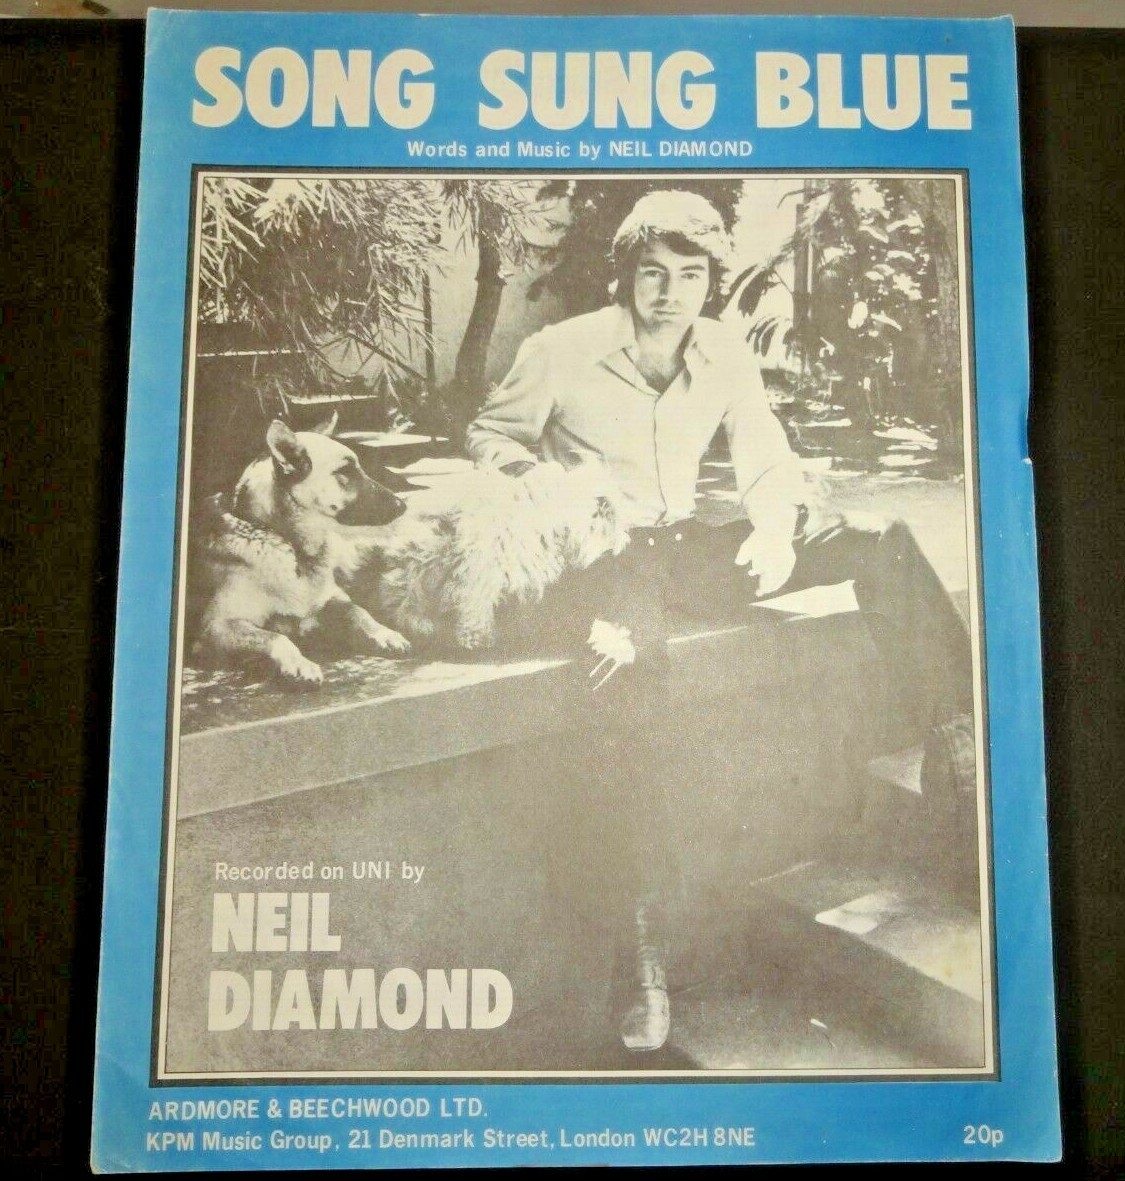 SONG SUNG BLUE
Words and Music by NEIL DIAMOND
Recorded on UNI by
NEIL
DIAMOND
ARDMORE & BEECHWOOD LTD.
KPM Music Group, 21 Denmark Street, London WC2H 8NE
20p